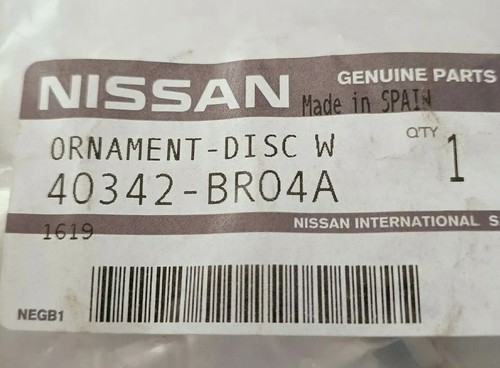 NISSAN
GENUINE PARTS
Made in SPAIN
ORNAMENT-DISC W
QTY
1
40342-BR04A
NISSAN INTERNATIONAL S.
1619
NEGB1